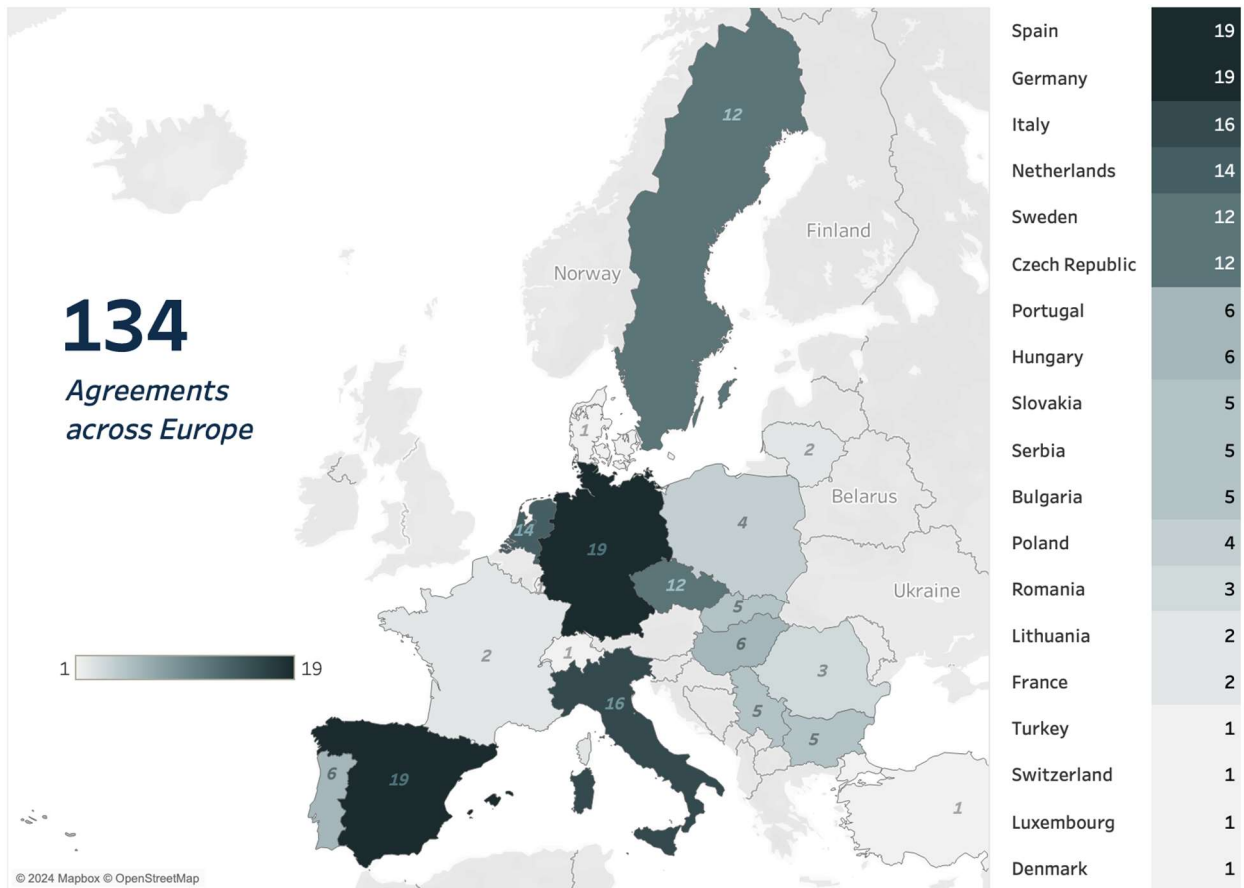 134
Agreements
across Europe
1 19
12
Finland
Norway
1
2
Belarus
4
14
19
12
Ukraine
5
6
2
1
3
16
5
5
6
19
1
© 2024 Mapbox © OpenStreetMap
Spain 19
Germany 19
Italy 16
Netherlands 14
Sweden 12
Czech Republic 12
Portugal 6
Hungary 6
Slovakia 5
Serbia 5
Bulgaria 5
Poland 4
Romania 3
Lithuania 2
France 2
Turkey 1
Switzerland 1
Luxembourg 1
Denmark 1